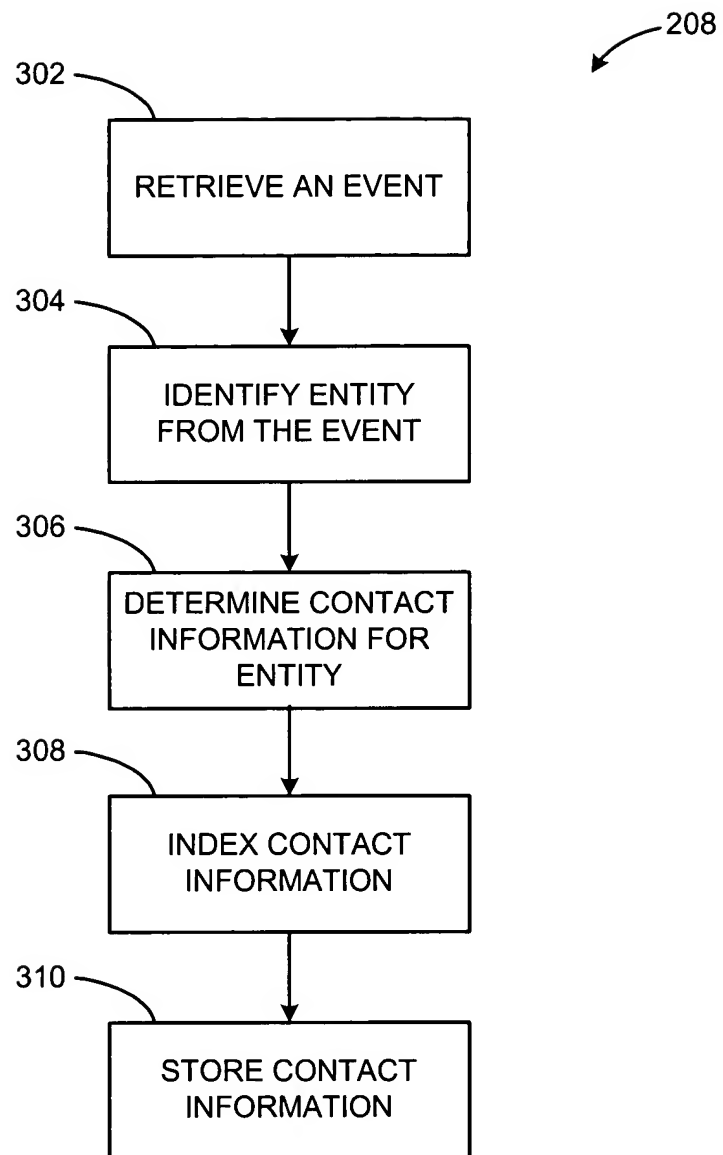 208
302
RETRIEVE AN EVENT
304
IDENTIFY ENTITY
FROM THE EVENT
306
DETERMINE CONTACT
INFORMATION FOR
ENTITY
308
INDEX CONTACT
INFORMATION
310
STORE CONTACT
INFORMATION